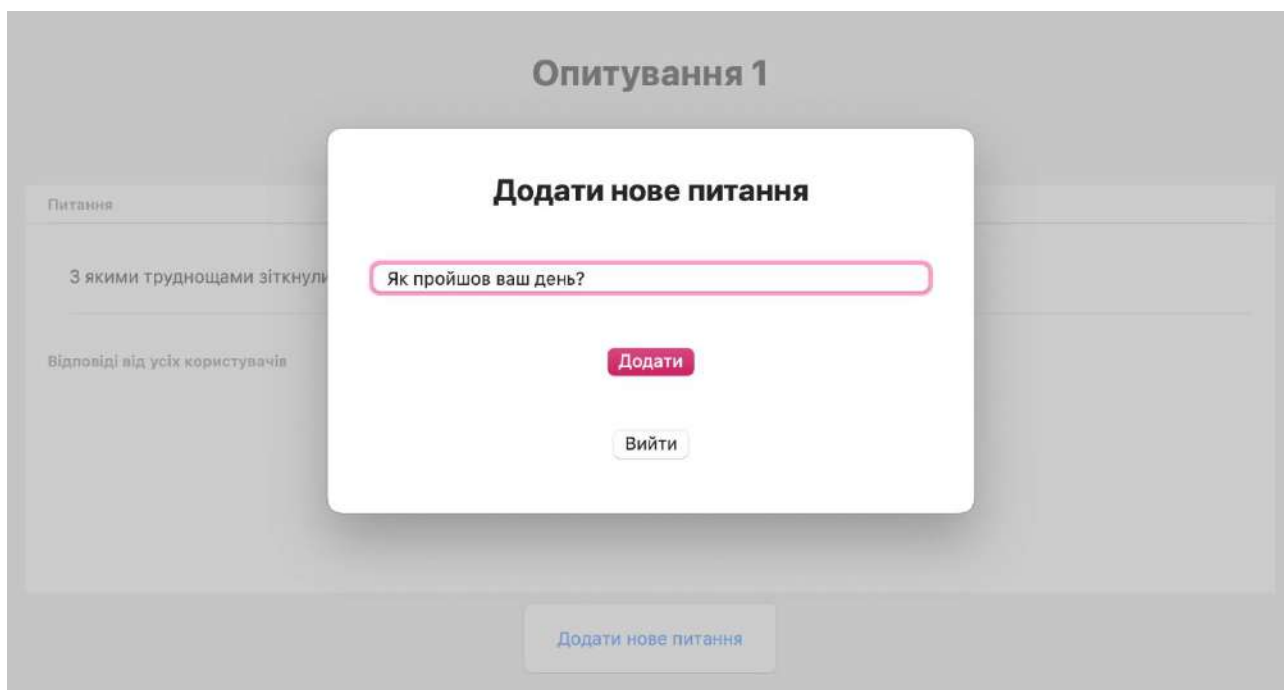 Опитування 1
Додати нове питання
Питання
З якими труднощами
Як пройшов ваш день?
Відповіді від усіх користувачів
Додати
Вийти
Додати нове питання